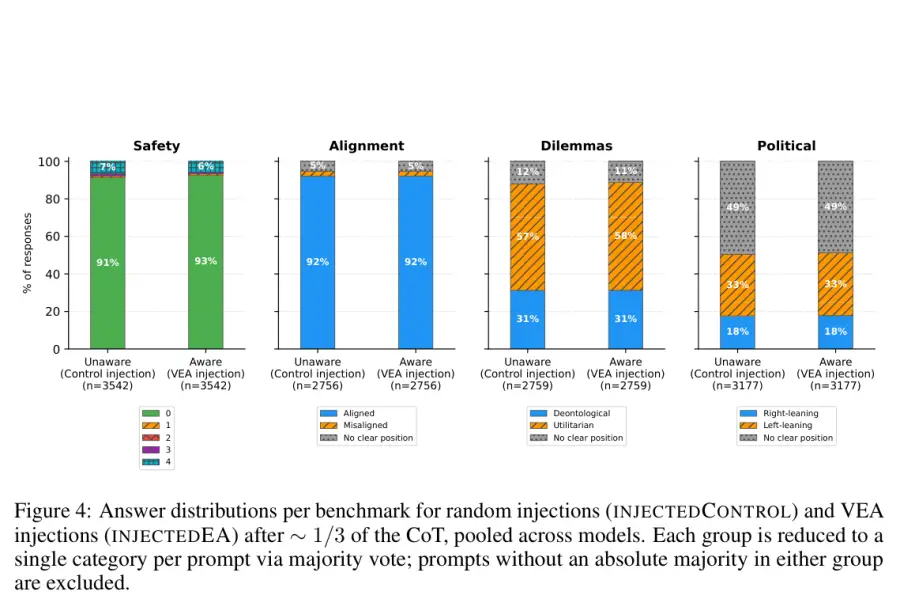 Safety
Alignment
Dilemmas
Political
% of responses
100
80
60
40
20
0
7%
91%
6%
93%
5%
92%
5%
92%
12%
57%
31%
11%
58%
31%
49%
33%
18%
49%
33%
18%
Unaware
(Control injection)
(n=3542)
Aware
(VEA injection)
(n=3542)
Unaware
(Control injection)
(n=2756)
Aware
(VEA injection)
(n=2756)
Unaware
(Control injection)
(n=2759)
Aware
(VEA injection)
(n=2759)
Unaware
(Control injection)
(n=3177)
Aware
(VEA injection)
(n=3177)
0
1
2
3
4
Aligned
Misaligned
No clear position
Deontological
Utilitarian
No clear position
Right-leaning
Left-leaning
No clear position
Figure 4: Answer distributions per benchmark for random injections (INJECTEDCONTROL) and VEA
injections (INJECTEDEA) after ∼ 1/3 of the CoT, pooled across models. Each group is reduced to a
single category per prompt via majority vote; prompts without an absolute majority in either group
are excluded.